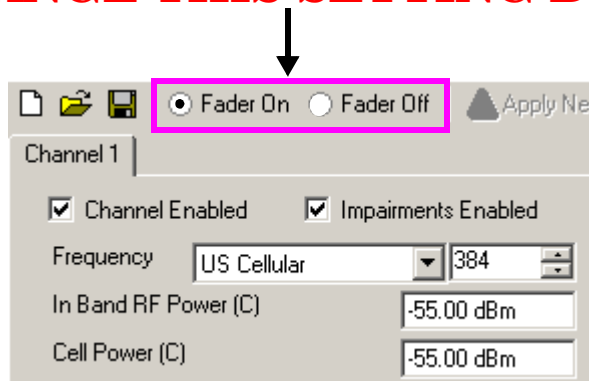 Fader On Fader Off Apply Ne
Channel 1
Channel Enabled Impairments Enabled
Frequency US Cellular 384
In Band RF Power (C) -55.00 dBm
Cell Power (C) -55.00 dBm